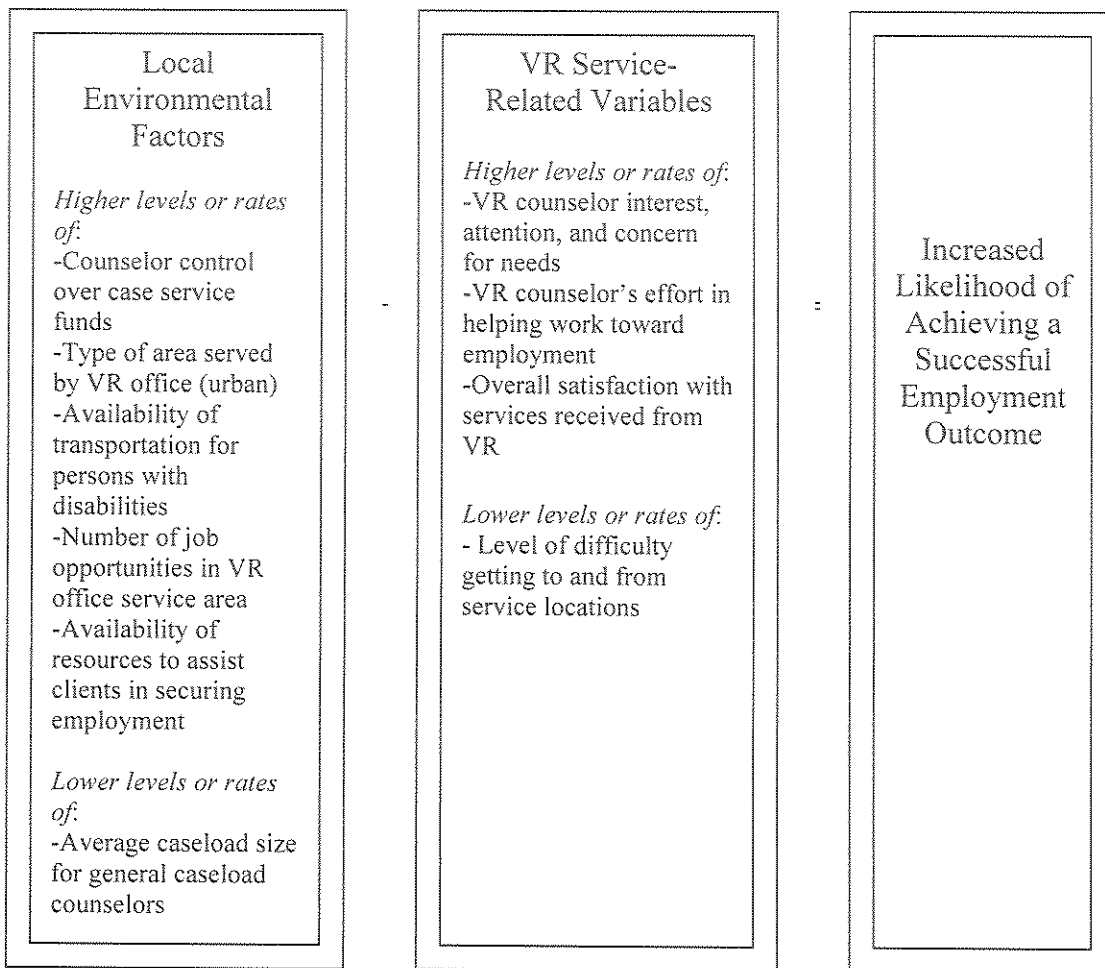 Local
Environmental
Factors
Higher levels or rates
of:
-Counselor control
over case service
funds
-Type of area served
by VR office (urban)
-Availability of
transportation for
persons with
disabilities
-Number of job
opportunities in VR
office service area
-Availability of
resources to assist
clients in securing
employment
Lower levels or rates
of:
-Average caseload size
for general caseload
counselors
-
VR Service-
Related Variables
Higher levels or rates of:
-VR counselor interest,
attention, and concern
for needs
-VR counselor's effort in
helping work toward
employment
-Overall satisfaction with
services received from
VR
Lower levels or rates of:
- Level of difficulty
getting to and from
service locations
=
Increased
Likelihood of
Achieving a
Successful
Employment
Outcome